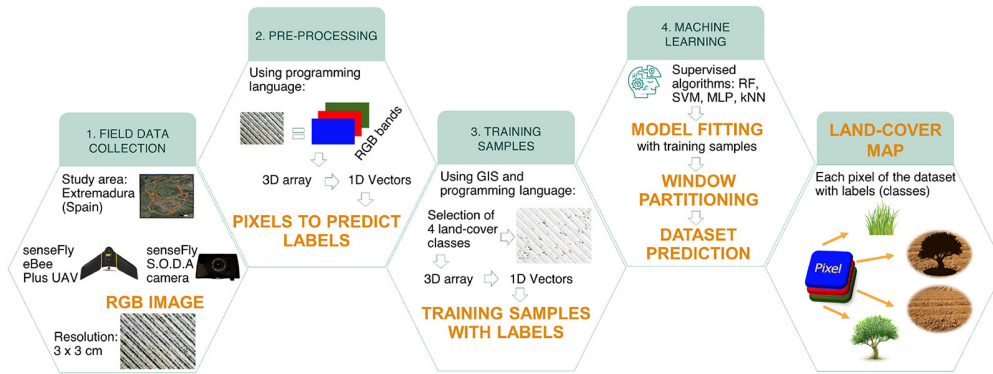 1. FIELD DATA
COLLECTION
Study area:
Extremadura
(Spain)
senseFly
eBee
Plus UAV
senseFly
S.O.D.A
camera
RGB IMAGE
Resolution:
3 x 3 cm
2. PRE-PROCESSING
Using programming
language:
RGB bands
3D array
1D Vectors
PIXELS TO PREDICT
LABELS
3. TRAINING
SAMPLES
Using GIS and
programming language:
Selection of
4 land-cover
classes
3D array
1D Vectors
TRAINING SAMPLES
WITH LABELS
4. MACHINE
LEARNING
Supervised
algorithms: RF,
SVM, MLP, kNN
MODEL FITTING
with training samples
WINDOW
PARTITIONING
DATASET
PREDICTION
LAND-COVER
MAP
Each pixel of the dataset
with labels (classes)
Pixel